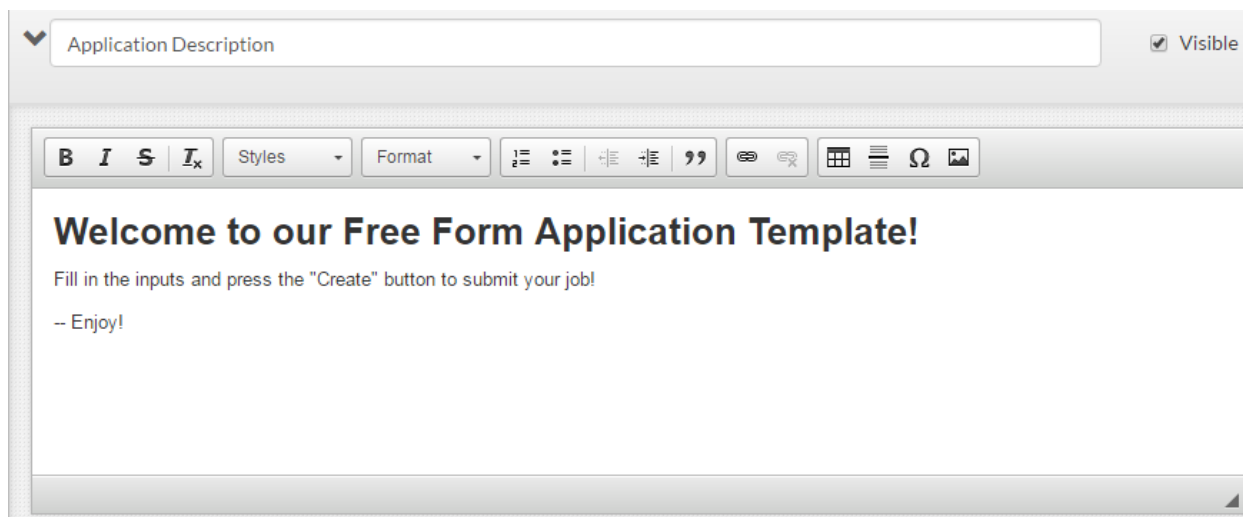 Application Description
Visible
B I S Ix Styles Format Ω
Welcome to our Free Form Application Template!
Fill in the inputs and press the "Create" button to submit your job!
-- Enjoy!